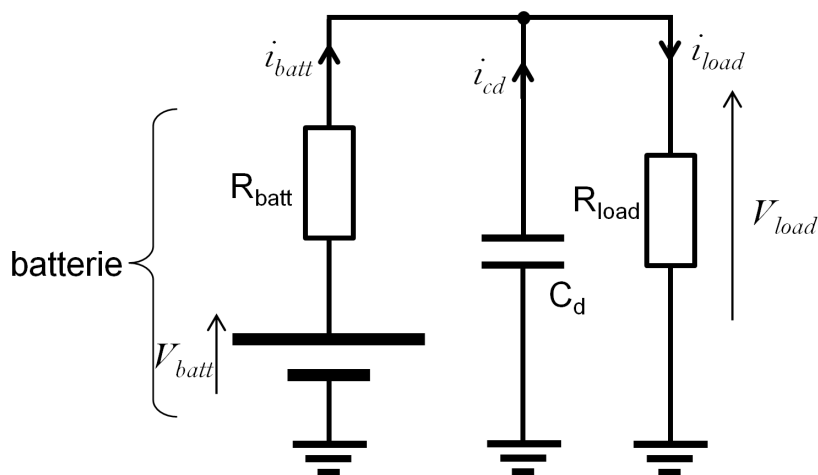 i_batt
i_cd
i_load
R_batt
R_load
V_load
batterie
C_d
V_batt